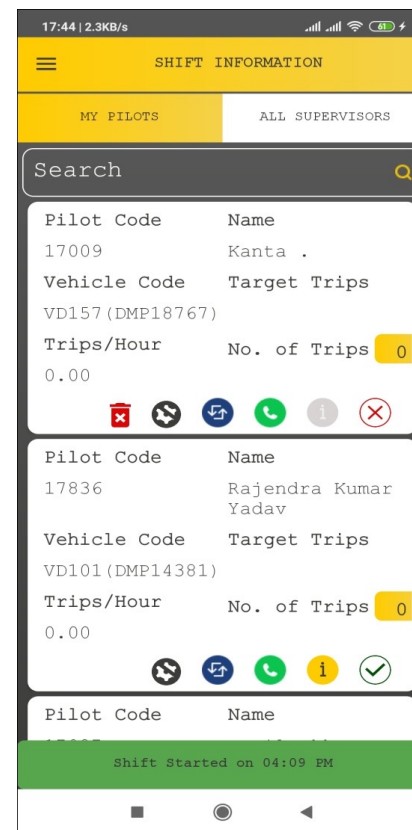 17:44 | 2.3KB/s 61
SHIFT INFORMATION
MY PILOTS ALL SUPERVISORS
Search
Pilot Code Name
17009 Kanta .
Vehicle Code Target Trips
VD157(DMP18767)
Trips/Hour No. of Trips 0
0.00
i
Pilot Code Name
17836 Rajendra Kumar
Yadav
Vehicle Code Target Trips
VD101(DMP14381)
Trips/Hour No. of Trips 0
0.00
i
Pilot Code Name
Shift Started on 04:09 PM